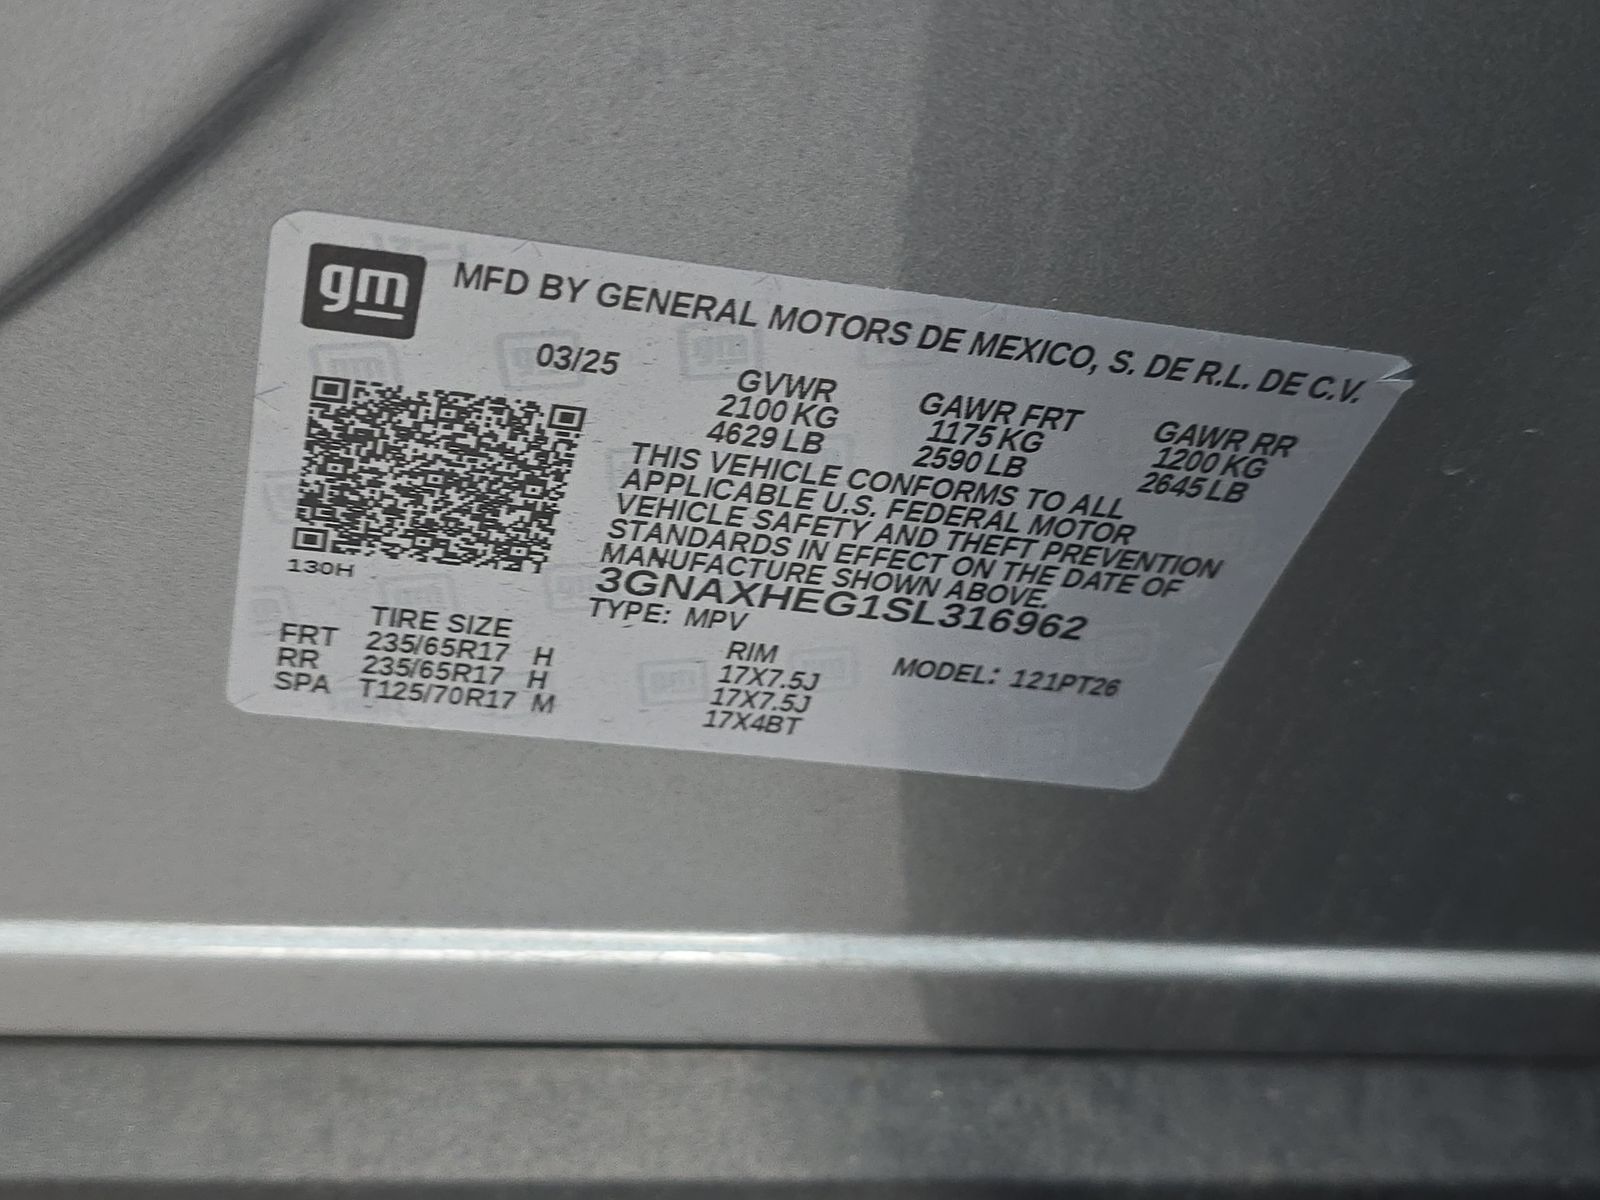 gm
MFD BY GENERAL MOTORS DE MEXICO, S. DE R.L. DE C.V.
03/25
GVWR GAWR FRT GAWR RR
2100 KG 1175 KG 1200 KG
4629 LB 2590 LB 2645 LB
THIS VEHICLE CONFORMS TO ALL
APPLICABLE U.S. FEDERAL MOTOR
VEHICLE SAFETY AND THEFT PREVENTION
STANDARDS IN EFFECT ON THE DATE OF
MANUFACTURE SHOWN ABOVE.
130H
3GNAXHEG1SL316962
TYPE: MPV
MODEL: 121PT26
TIRE SIZE RIM
FRT 235/65R17 H 17X7.5J
RR 235/65R17 H 17X7.5J
SPA T125/70R17 M 17X4BT